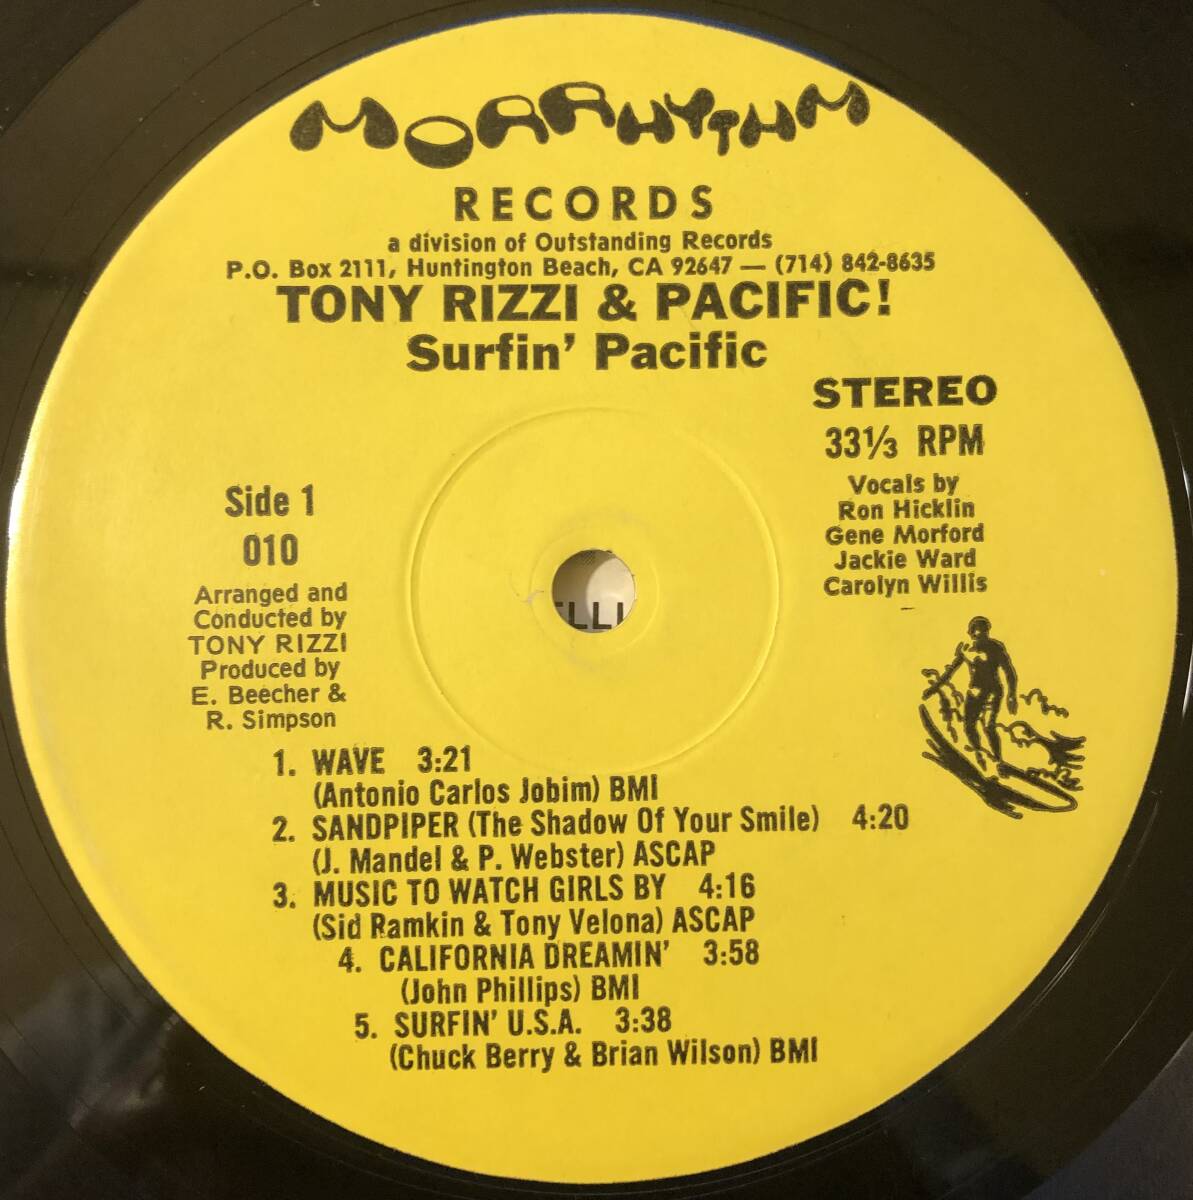 MORRHYTHM
RECORDS
a division of Outstanding Records
P.O. Box 2111, Huntington Beach, CA 92647 — (714) 842-8635
TONY RIZZI & PACIFIC!
Surfin' Pacific
STEREO
33⅓ RPM
Vocals by
Ron Hicklin
Gene Morford
Jackie Ward
Carolyn Willis
Side 1
010
Arranged and
Conducted by
TONY RIZZI
Produced by
E. Beecher &
R. Simpson
1. WAVE 3:21
(Antonio Carlos Jobim) BMI
2. SANDPIPER (The Shadow Of Your Smile) 4:20
(J. Mandel & P. Webster) ASCAP
3. MUSIC TO WATCH GIRLS BY 4:16
(Sid Ramkin & Tony Velona) ASCAP
4. CALIFORNIA DREAMIN' 3:58
(John Phillips) BMI
5. SURFIN' U.S.A. 3:38
(Chuck Berry & Brian Wilson) BMI